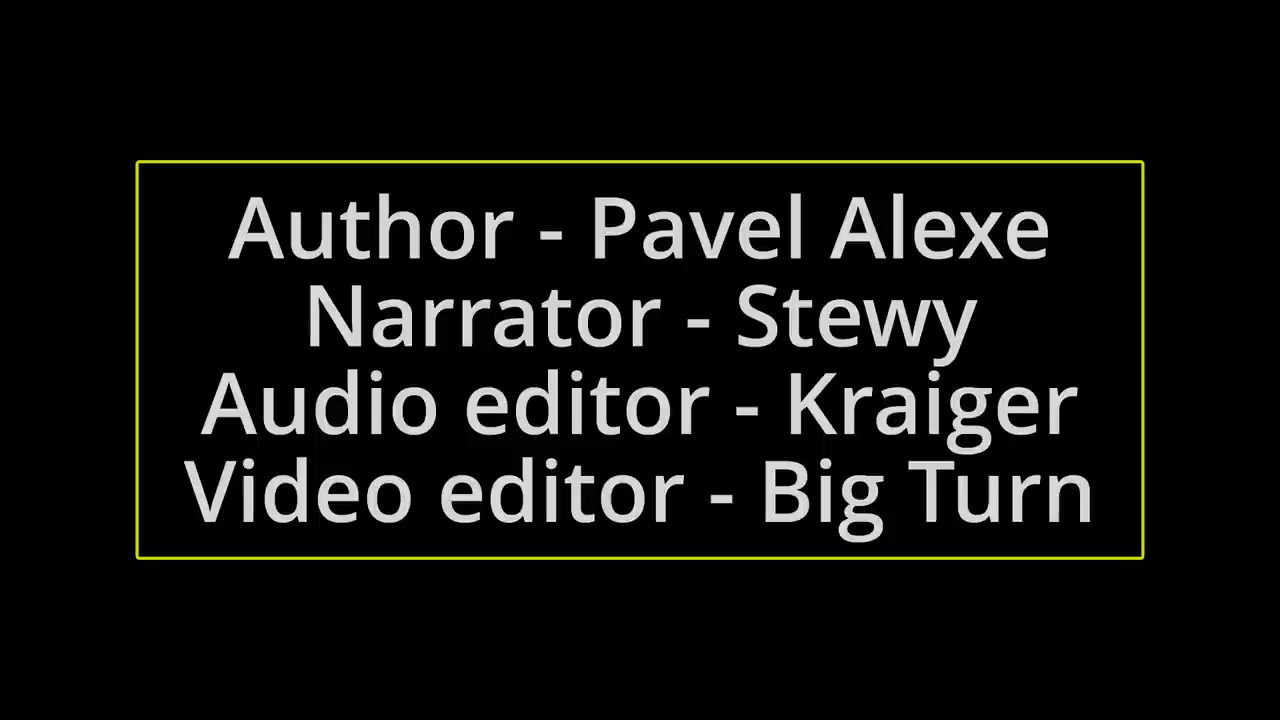 Author - Pavel Alexe
Narrator - Stewy
Audio editor - Kraiger
Video editor - Big Turn